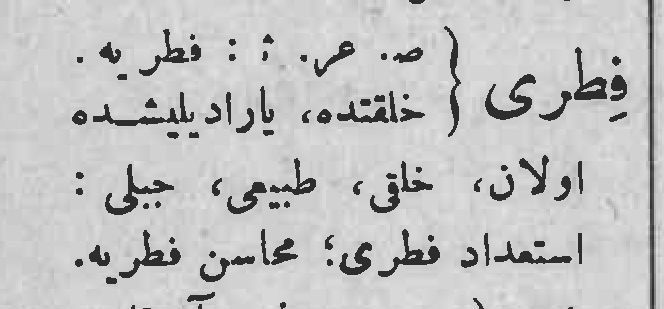 فِطری { ص. عر. ث : فطریه.
خلقتده، یارادیلیشده
اولان، خلقی، طبیعی، جبلی :
استعداد فطری؛ محاسن فطریه.